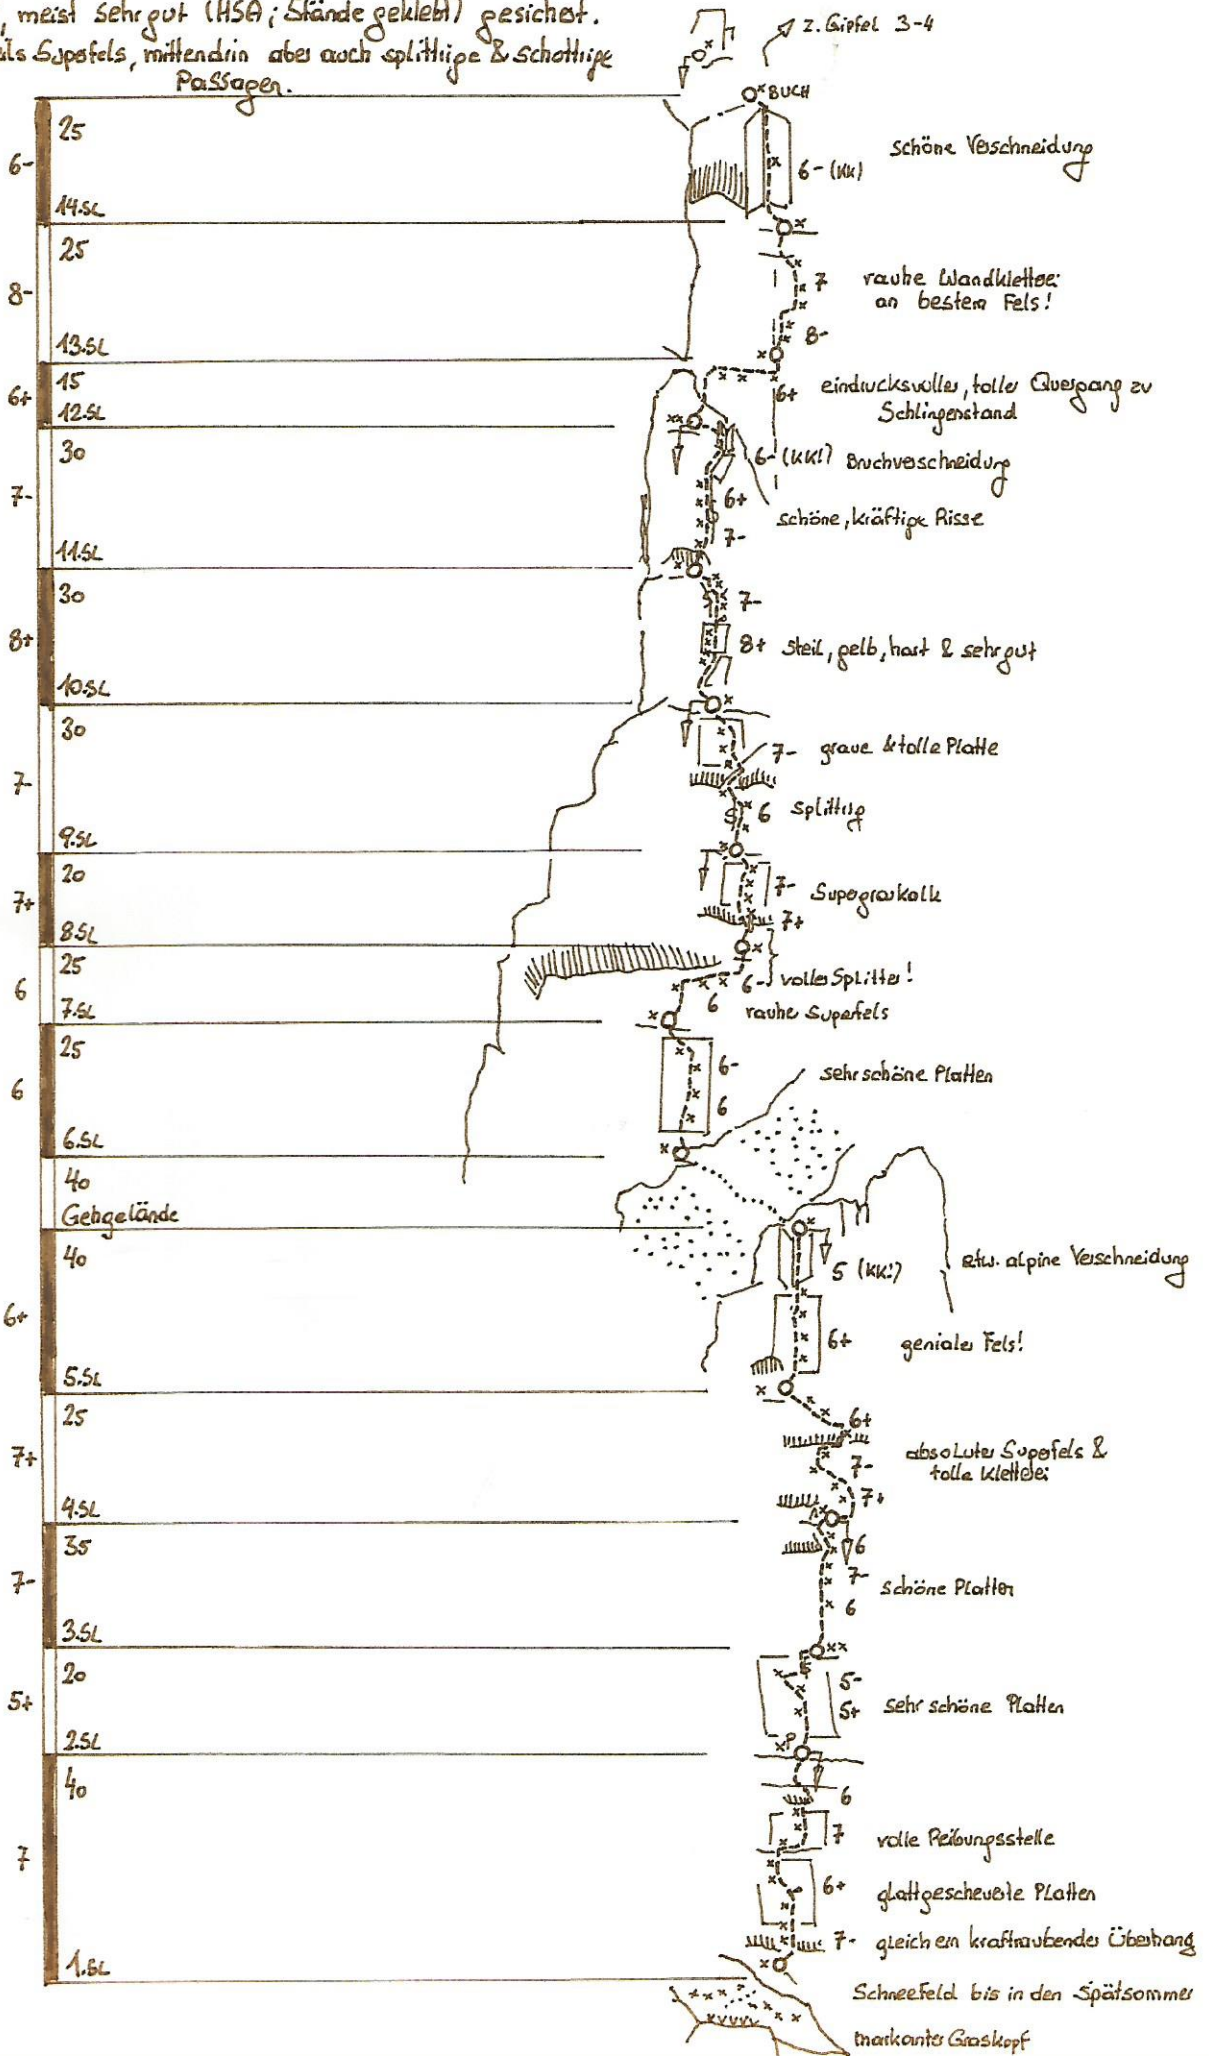 , meist sehr gut (HSA; Stände geklebt) gesichert.
ils Superfels, mittendrin aber auch splittrige & schottrige
Passagen.
z. Gipfel 3-4
BUCH
25
schöne Verschneidung
6-
6- (KK)
14.SL
25
7
rauhe Wandkletterei
an bestem Fels!
8-
8-
13.SL
15
6+
6+
eindrucksvoller, toller Quergang zu
Schlingenstand
12.SL
30
6- (KK!)
Bruchverschneidung
7-
6+
schöne, kräftige Risse
7-
11.SL
30
7-
8+
8+
steil, gelb, hart & sehr gut
10.SL
30
7-
graue & tolle Platte
7-
6
splittrig
9.SL
20
7-
Supergraukalk
7+
7+
8.SL
25
6-
voller Splitter!
6
6
rauher Superfels
7.SL
25
6-
sehr schöne Platten
6
6
6.SL
40
Gehgelände
40
5 (KK!)
etw. alpine Verschneidung
6+
6+
genialer Fels!
5.SL
25
6+
7+
7-
absoluter Superfels &
tolle Kletterei
7+
4.SL
35
6
7-
7-
schöne Platten
6
3.SL
20
5-
5+
5+
sehr schöne Platten
P
2.SL
40
6
7
7
volle Reibungsstelle
6+
glattgescheuerte Platten
7-
gleich ein kraftraubender Überhang
1.SL
Schneefeld bis in den Spätsommer
markanter Graskopf